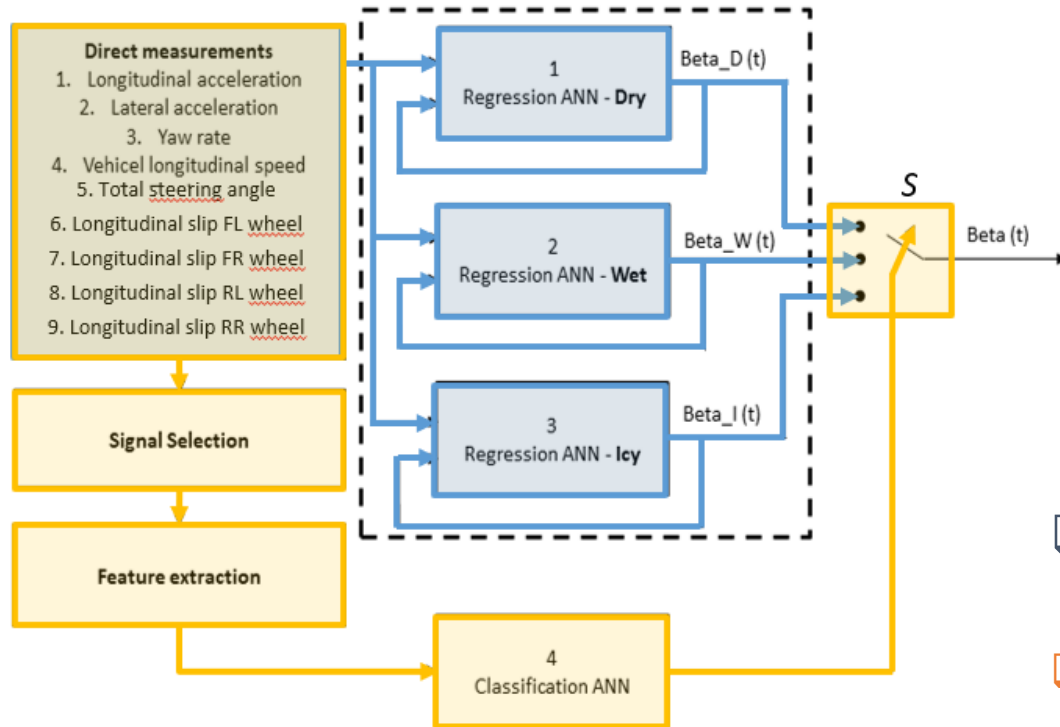 Direct measurements
1. Longitudinal acceleration
2. Lateral acceleration
3. Yaw rate
4. Vehicel longitudinal speed
5. Total steering angle
6. Longitudinal slip FL wheel
7. Longitudinal slip FR wheel
8. Longitudinal slip RL wheel
9. Longitudinal slip RR wheel
Signal Selection
Feature extraction
1
Regression ANN - Dry
Beta_D (t)
2
Regression ANN - Wet
Beta_W (t)
3
Regression ANN - Icy
Beta_I (t)
4
Classification ANN
S
Beta (t)